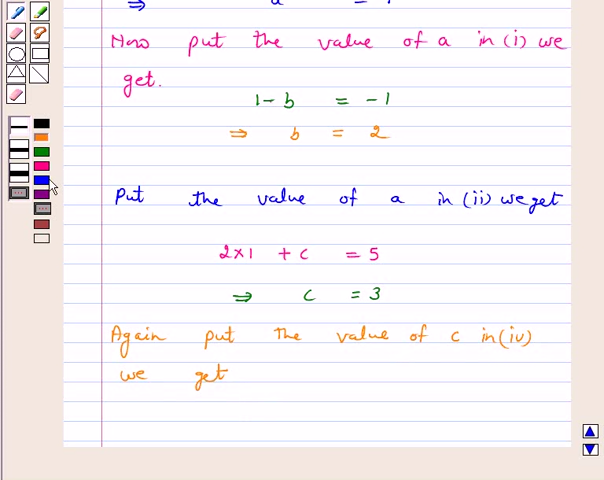 ⇒ a = 1
Now put the value of a in (i) we
get.
1 - b = -1
⇒ b = 2
Put the value of a in (ii) we get
2×1 + c = 5
⇒ c = 3
Again put the value of c in (iv)
we get